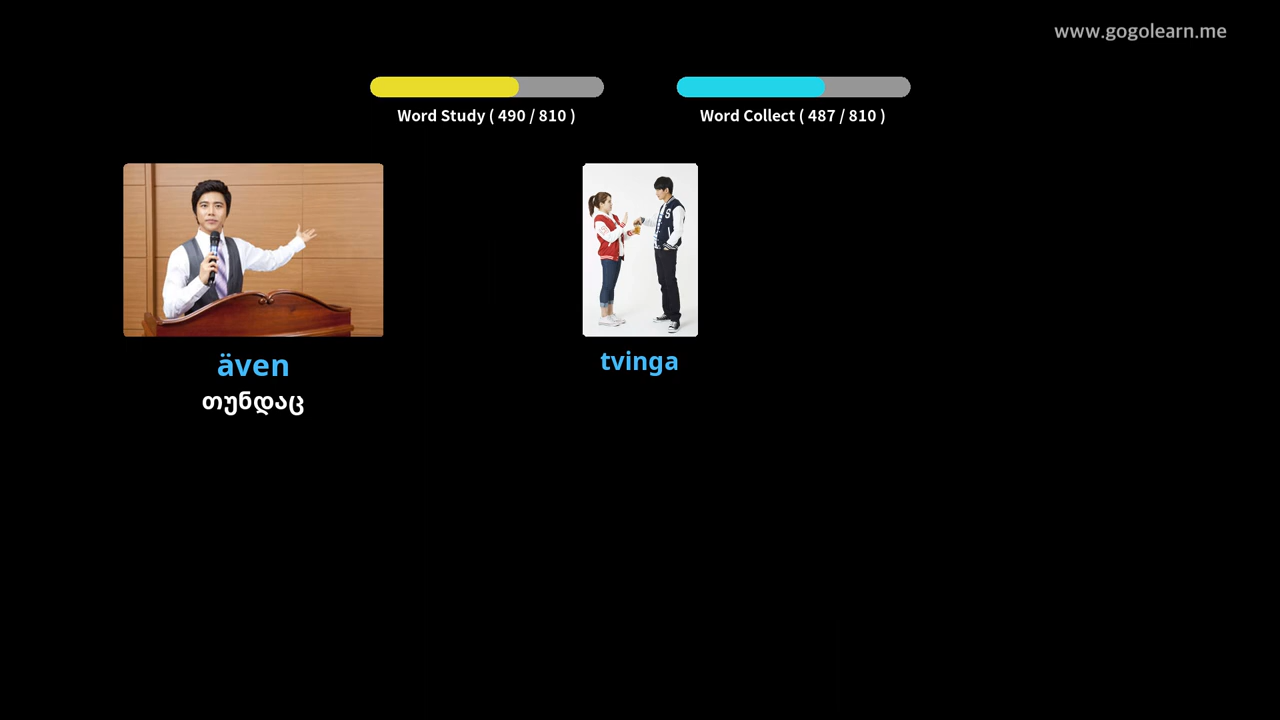 www.gogolearn.me
Word Study ( 490 / 810 )
Word Collect ( 487 / 810 )
även
თუნდაც
tvinga